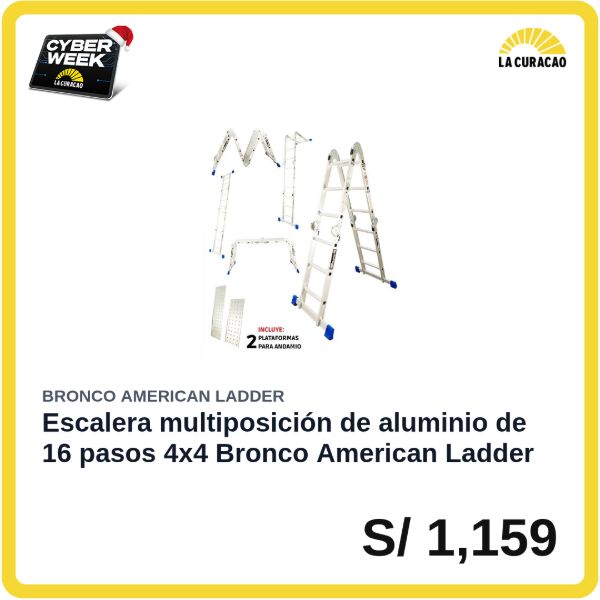 CYBER
WEEK
LA CURACAO
LA CURACAO
INCLUYE:
2 PLATAFORMAS
PARA ANDAMIO
BRONCO AMERICAN LADDER
Escalera multiposición de aluminio de
16 pasos 4x4 Bronco American Ladder
S/ 1,159